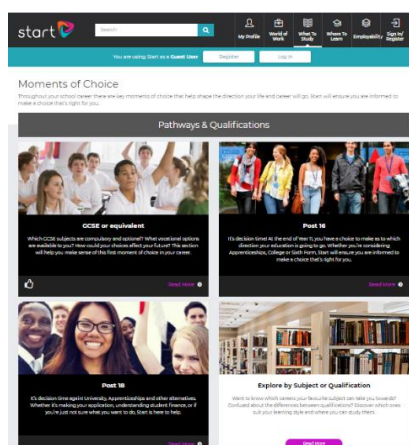 start
Search
My Profile
World of Work
What To Study
Where To Learn
Employability
Sign in/ Register
You are using Start as a Guest User
Register
Log in
Moments of Choice
Throughout your school career there are key moments of choice that help shape the direction your life and career will go. Start will ensure you are informed to
make a choice that's right for you.
Pathways & Qualifications
GCSE or equivalent
Which GCSE subjects are compulsory and optional? What vocational options
are available to you? How could your choices affect your future? This section
will help you make sense of this first moment of choice in your career.
Read More
Post 16
It's decision time! At the end of Year 11, you have a choice to make as to which
direction your education is going to go. Whether you're considering
Apprenticeships, College or Sixth Form, Start will ensure you are informed to
make a choice that's right for you.
Read More
Post 18
It's decision time again! University, Apprenticeships and other alternatives.
Whether it's making your application, understanding student finance, or if
you're just not sure what you want to do, Start is here to help.
Explore by Subject or Qualification
Want to know which careers your favourite subject can take you towards?
Confused about the differences between qualifications? Discover which ones
suit your learning style and where you can study them.
Read More